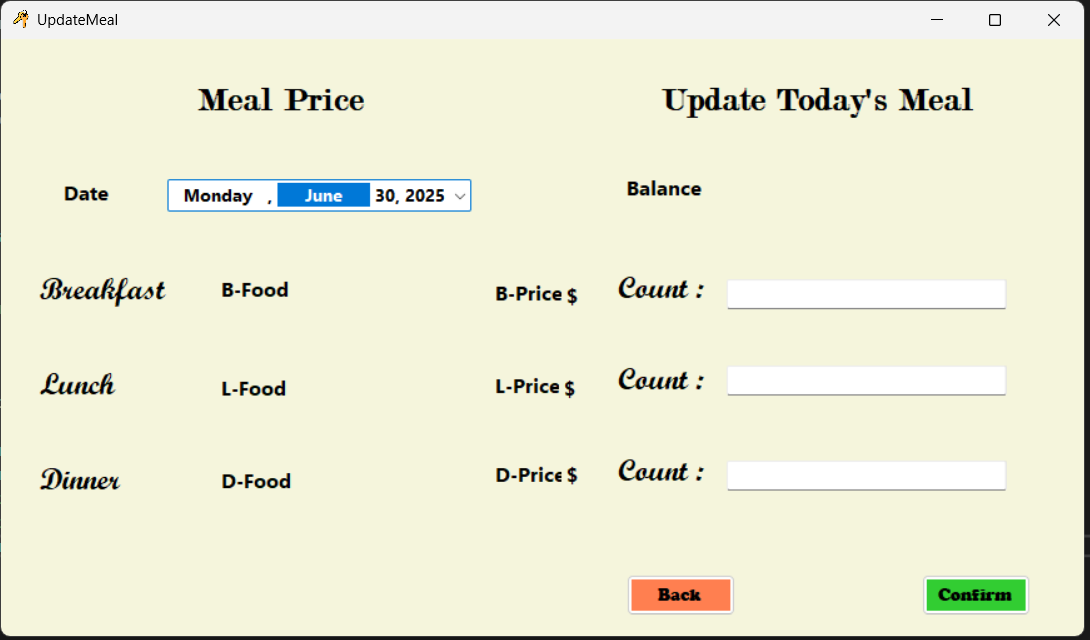 UpdateMeal
Meal Price
Update Today's Meal
Date
Monday , June 30, 2025
Balance
Breakfast
B-Food
B-Price $
Count :
Lunch
L-Food
L-Price $
Count :
Dinner
D-Food
D-Price $
Count :
Back
Confirm